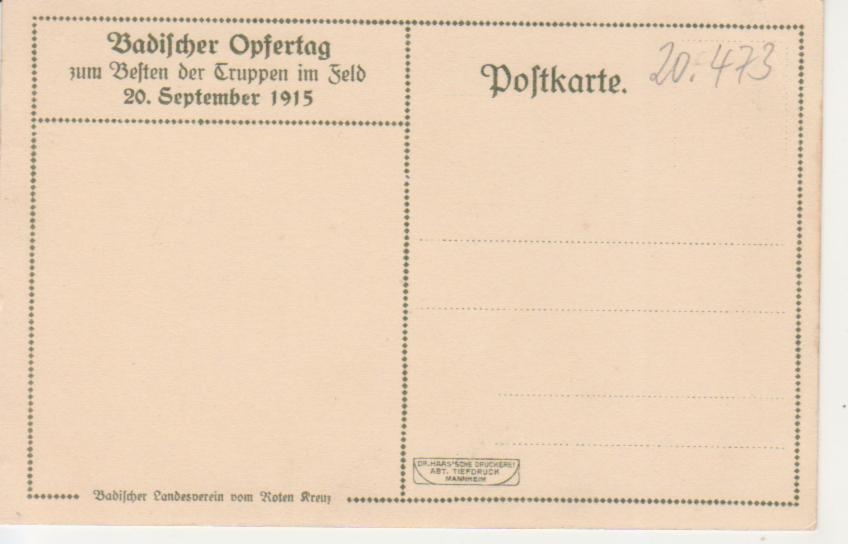 Badischer Opfertag
zum Besten der Truppen im Feld
20. September 1915
Postkarte.
20.473
DR. HAAS'SCHE DRUCKEREI
ABT. TIEFDRUCK
MANNHEIM
Badischer Landesverein vom Roten Kreuz